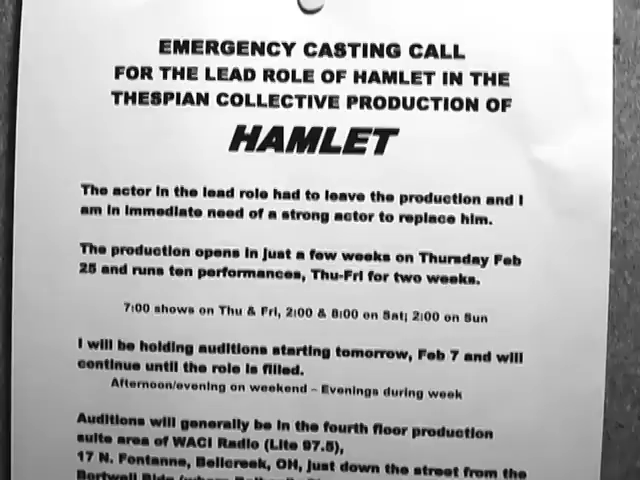 EMERGENCY CASTING CALL
FOR THE LEAD ROLE OF HAMLET IN THE
THESPIAN COLLECTIVE PRODUCTION OF
HAMLET
The actor in the lead role had to leave the production and I
am in immediate need of a strong actor to replace him.
The production opens in just a few weeks on Thursday Feb
25 and runs ten performances, Thu-Fri for two weeks.
7:00 shows on Thu & Fri, 2:00 & 8:00 on Sat; 2:00 on Sun
I will be holding auditions starting tomorrow, Feb 7 and will
continue until the role is filled.
Afternoon/evening on weekend – Evenings during week
Auditions will generally be in the fourth floor production
suite area of WACI Radio (Lite 97.5),
17 N. Fontanne, Bellcreek, OH, just down the street from the